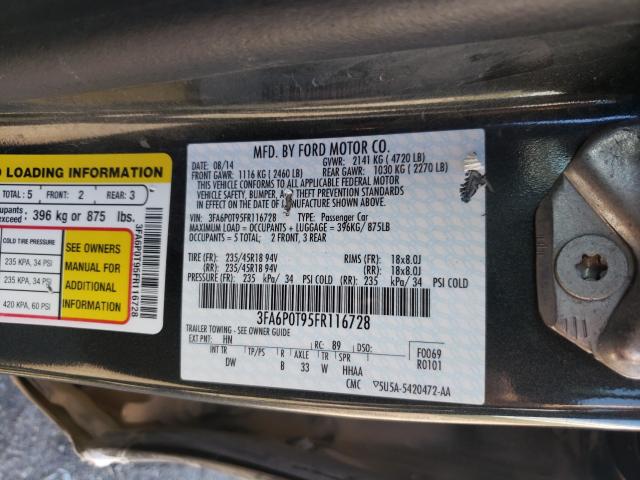 LOADING INFORMATION
TOTAL: 5 FRONT: 2 REAR: 3
396 kg or 875 lbs.
COLD TIRE PRESSURE
235 KPA, 34 PSI
235 KPA, 34 PSI
420 KPA, 60 PSI
SEE OWNERS
MANUAL FOR
ADDITIONAL
INFORMATION
3FA6P0T95FR116728
MFD. BY FORD MOTOR CO.
DATE: 08/14 GVWR: 2141 KG ( 4720 LB)
FRONT GAWR: 1116 KG ( 2460 LB) REAR GAWR: 1030 KG ( 2270 LB)
THIS VEHICLE CONFORMS TO ALL APPLICABLE FEDERAL MOTOR
VEHICLE SAFETY, BUMPER, AND THEFT PREVENTION STANDARDS
IN EFFECT ON THE DATE OF MANUFACTURE SHOWN ABOVE.
VIN: 3FA6P0T95FR116728 TYPE: Passenger Car
MAXIMUM LOAD = OCCUPANTS + LUGGAGE = 396KG/ 875LB
OCCUPANTS = 5 TOTAL; 2 FRONT, 3 REAR
TIRE (FR): 235/45R18 94V RIMS (FR): 18x8.0J
(RR): 235/45R18 94V (RR): 18x8.0J
PRESSURE (FR): 235 kPa/ 34 PSI COLD (RR): 235 kPa/ 34 PSI COLD
3FA6P0T95FR116728
TRAILER TOWING - SEE OWNER GUIDE
EXT PNT: HN RC: 89 DSO:
INT TR TP/PS R AXLE TR SPR
DW B 33 W HHAA
CMC
F0069
R0101
5U5A-5420472-AA